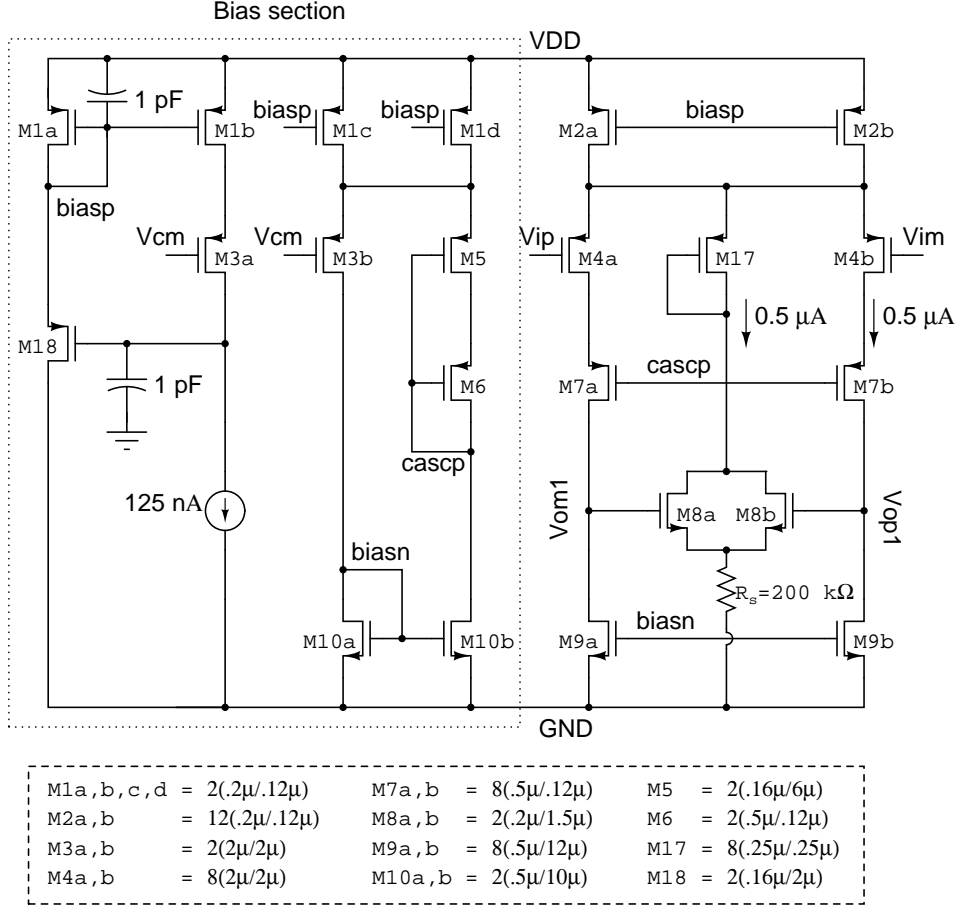 Bias section
VDD
1 pF
biasp
biasp
biasp
M1a
M1b
M1c
M1d
M2a
M2b
biasp
Vcm
Vcm
Vip
Vim
M3a
M3b
M5
M4a
M17
M4b
0.5 μA
0.5 μA
M18
1 pF
M6
M7a
cascp
M7b
cascp
125 nA
Vom1
M8a
M8b
Vop1
biasn
Rs=200 kΩ
biasn
M10a
M10b
M9a
M9b
GND
M1a,b,c,d = 2(.2μ/.12μ) M7a,b = 8(.5μ/.12μ) M5 = 2(.16μ/6μ)
M2a,b = 12(.2μ/.12μ) M8a,b = 2(.2μ/1.5μ) M6 = 2(.5μ/.12μ)
M3a,b = 2(2μ/2μ) M9a,b = 8(.5μ/12μ) M17 = 8(.25μ/.25μ)
M4a,b = 8(2μ/2μ) M10a,b = 2(.5μ/10μ) M18 = 2(.16μ/2μ)